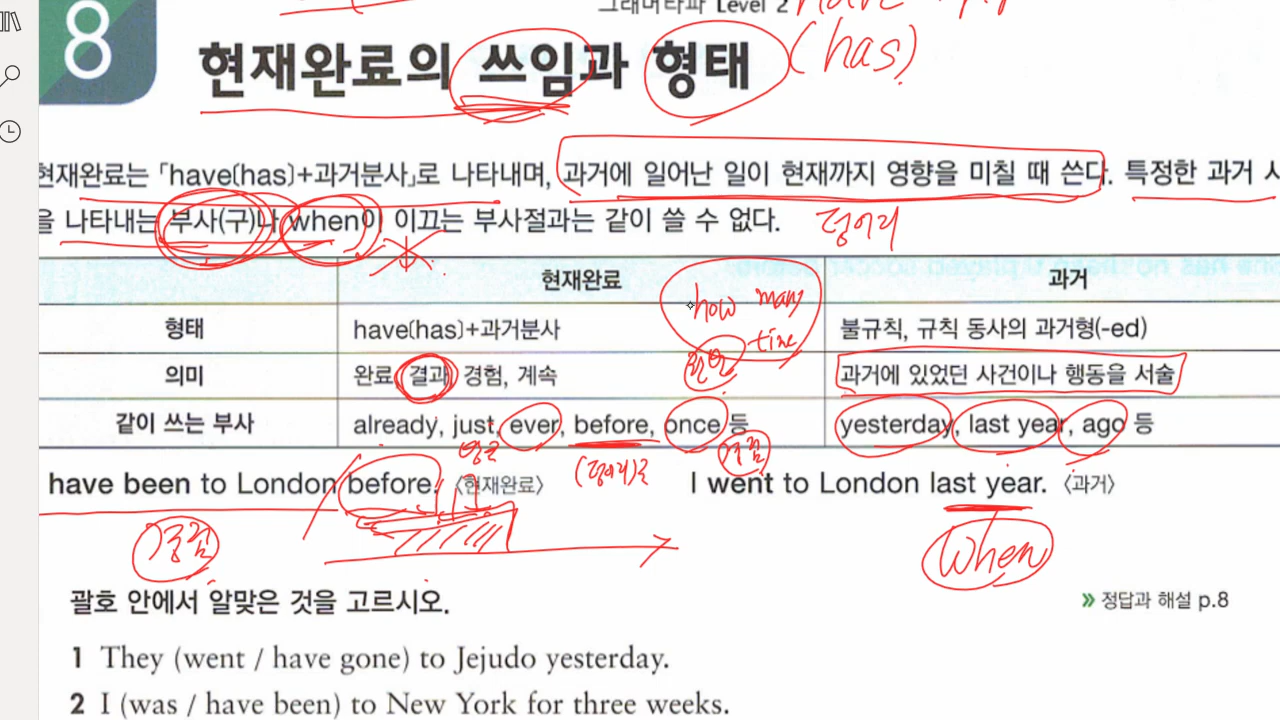 그래머타파 Level 2
8
현재완료의 쓰임과 형태
(has)
현재완료는 「have(has)+과거분사」로 나타내며, 과거에 일어난 일이 현재까지 영향을 미칠 때 쓴다. 특정한 과거
을 나타내는 부사(구)나 when이 이끄는 부사절과는 같이 쓸 수 없다. 덩어리
현재완료
과거
how many
time
형태
have(has)+과거분사
불규칙, 규칙 동사의 과거형(-ed)
의미
완료, 결과, 경험, 계속
과거에 있었던 사건이나 행동을 서술
같이 쓰는 부사
already, just, ever, before, once 등
yesterday, last year, ago 등
(덩어리)
have been to London before. 〈현재완료〉
I went to London last year. 〈과거〉
When
괄호 안에서 알맞은 것을 고르시오.
» 정답과 해설 p.8
1 They (went / have gone) to Jejudo yesterday.
2 I (was / have been) to New York for three weeks.